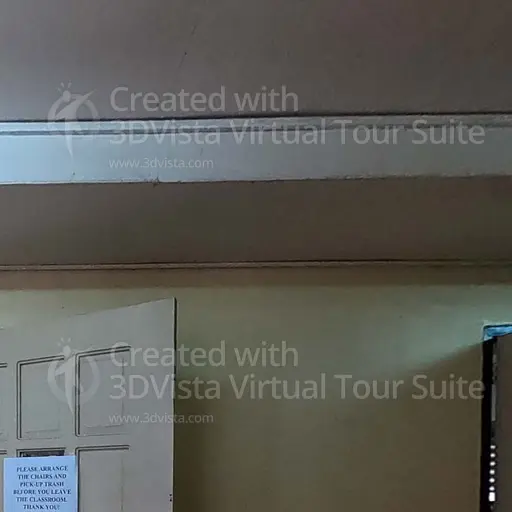 Created with
3DVista Virtual Tour Suite
www.3dvista.com
Created with
3DVista Virtual Tour Suite
www.3dvista.com
PLEASE ARRANGE
THE CHAIRS AND
PICK-UP TRASH
BEFORE YOU LEAVE
THE CLASSROOM.
THANK YOU!